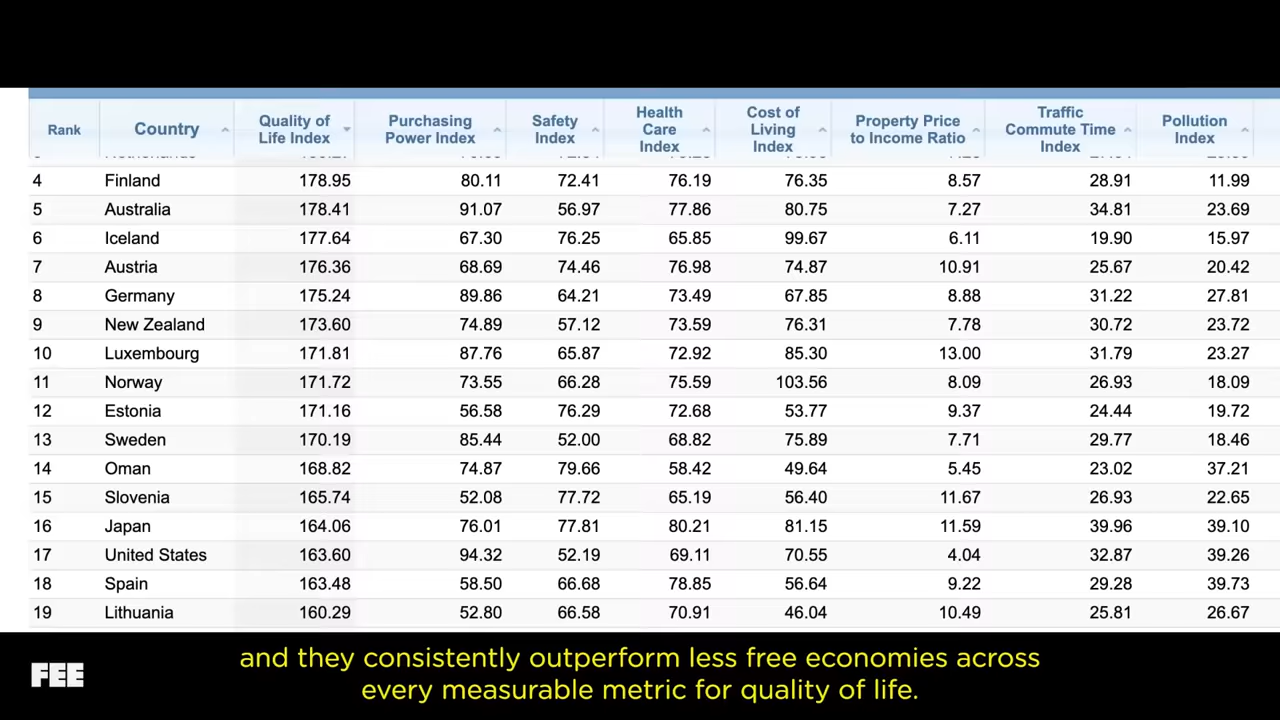 Rank Country Quality of Life Index Purchasing Power Index Safety Index Health Care Index Cost of Living Index Property Price to Income Ratio Traffic Commute Time Index Pollution Index
4 Finland 178.95 80.11 72.41 76.19 76.35 8.57 28.91 11.99
5 Australia 178.41 91.07 56.97 77.86 80.75 7.27 34.81 23.69
6 Iceland 177.64 67.30 76.25 65.85 99.67 6.11 19.90 15.97
7 Austria 176.36 68.69 74.46 76.98 74.87 10.91 25.67 20.42
8 Germany 175.24 89.86 64.21 73.49 67.85 8.88 31.22 27.81
9 New Zealand 173.60 74.89 57.12 73.59 76.31 7.78 30.72 23.72
10 Luxembourg 171.81 87.76 65.87 72.92 85.30 13.00 31.79 23.27
11 Norway 171.72 73.55 66.28 75.59 103.56 8.09 26.93 18.09
12 Estonia 171.16 56.58 76.29 72.68 53.77 9.37 24.44 19.72
13 Sweden 170.19 85.44 52.00 68.82 75.89 7.71 29.77 18.46
14 Oman 168.82 74.87 79.66 58.42 49.64 5.45 23.02 37.21
15 Slovenia 165.74 52.08 77.72 65.19 56.40 11.67 26.93 22.65
16 Japan 164.06 76.01 77.81 80.21 81.15 11.59 39.96 39.10
17 United States 163.60 94.32 52.19 69.11 70.55 4.04 32.87 39.26
18 Spain 163.48 58.50 66.68 78.85 56.64 9.22 29.28 39.73
19 Lithuania 160.29 52.80 66.58 70.91 46.04 10.49 25.81 26.67
and they consistently outperform less free economies across
every measurable metric for quality of life.
FEE